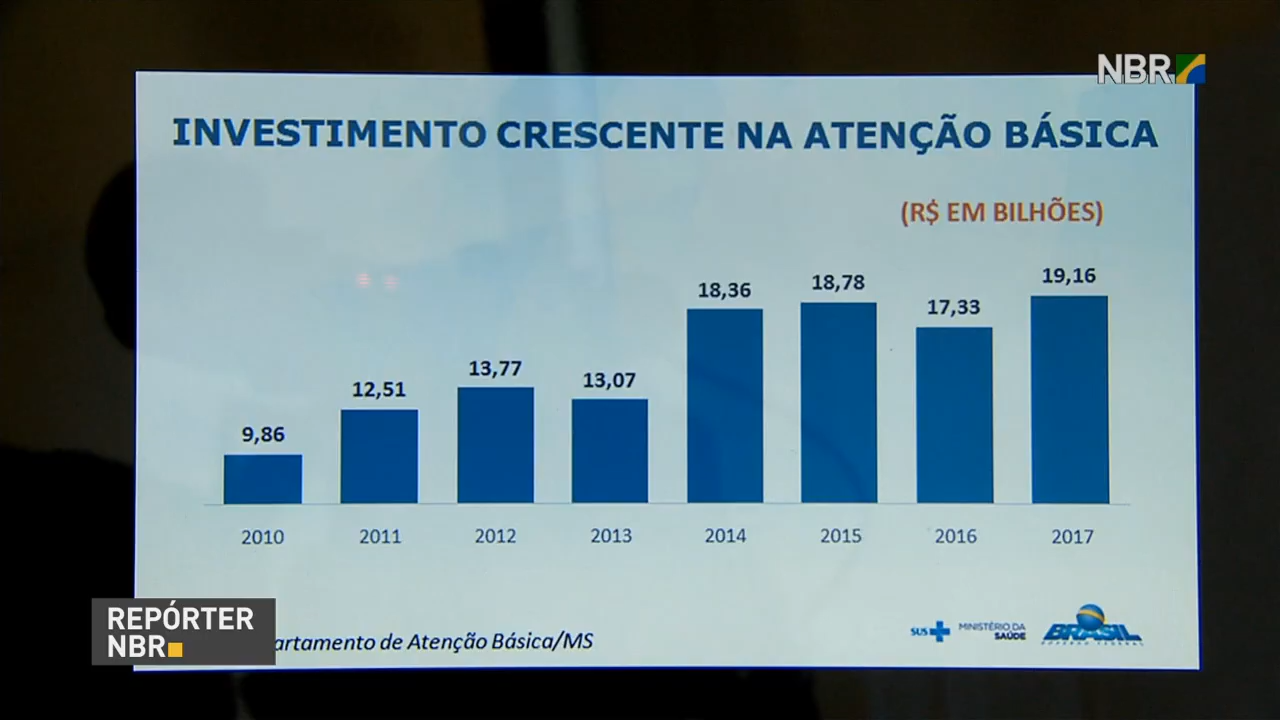 NBR
INVESTIMENTO CRESCENTE NA ATENÇÃO BÁSICA
(R$ EM BILHÕES)
9,86
12,51
13,77
13,07
18,36
18,78
17,33
19,16
2010
2011
2012
2013
2014
2015
2016
2017
REPÓRTER
NBR
artamento de Atenção Básica/MS
SUS
MINISTÉRIO DA
SAÚDE
BRASIL
GOVERNO FEDERAL